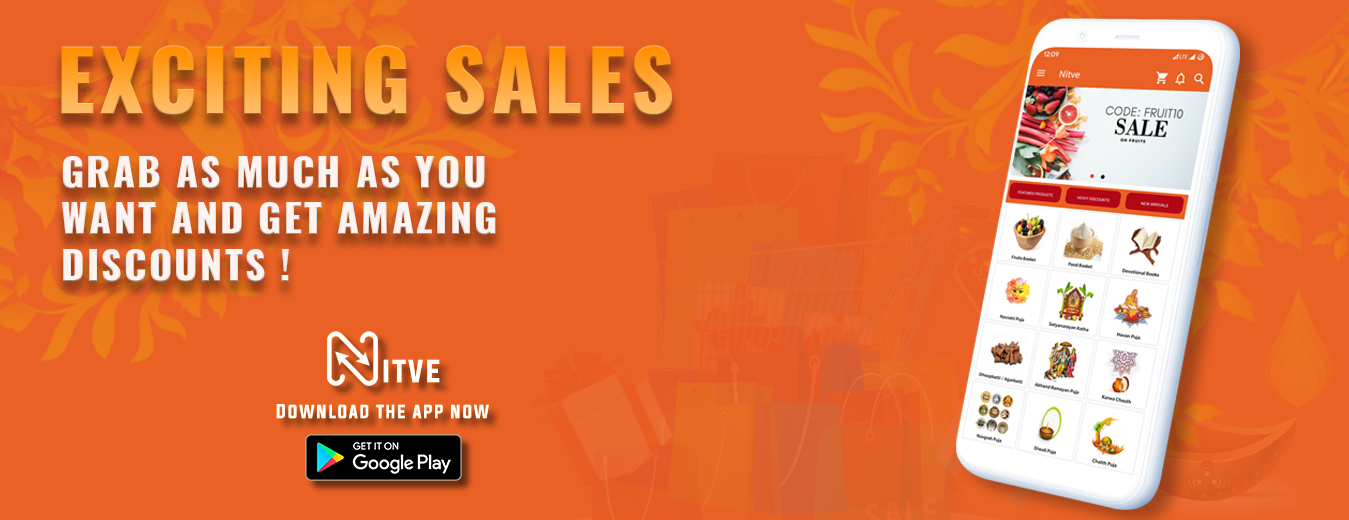 EXCITING SALES
GRAB AS MUCH AS YOU
WANT AND GET AMAZING
DISCOUNTS !
NITVE
DOWNLOAD THE APP NOW
GET IT ON
Google Play
12:09
LTE
Nitve
CODE: FRUIT10
SALE
ON FRUITS
FEATURED PRODUCTS
HEAVY DISCOUNTS
NEW ARRIVALS
Fruits Basket
Food Basket
Devotional Books
Navratri Puja
Satyanarayan Katha
Havan Puja
Dhoopbatti / Agarbatti
Akhand Ramayan Puja
Karwa Chauth
Navgrah Puja
Diwali Puja
Chatth Puja
SALE